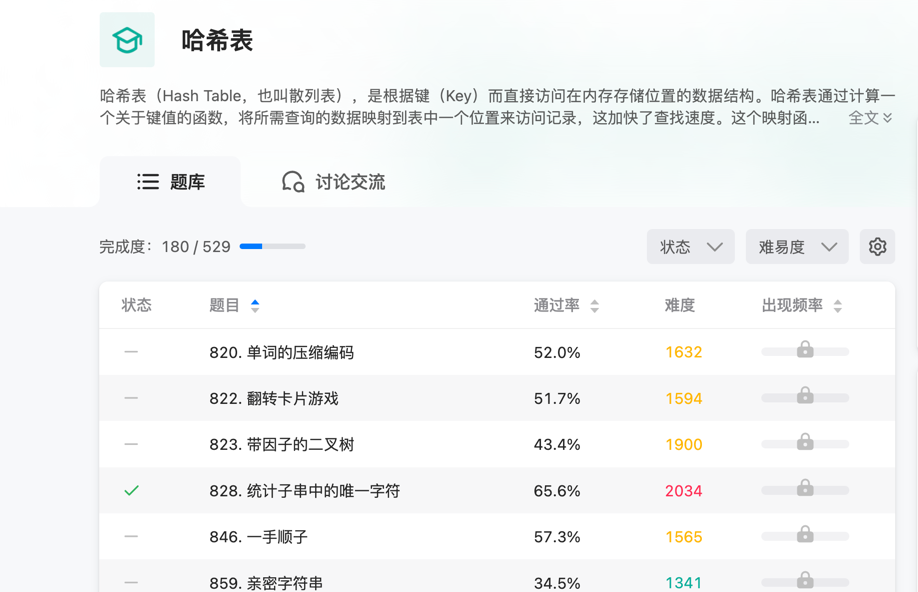 哈希表
哈希表（Hash Table，也叫散列表），是根据键（Key）而直接访问在内存存储位置的数据结构。哈希表通过计算一
个关于键值的函数，将所需查询的数据映射到表中一个位置来访问记录，这加快了查找速度。这个映射函... 全文
题库 讨论交流
完成度： 180 / 529 状态 难易度
状态 题目 通过率 难度 出现频率
820. 单词的压缩编码 52.0% 1632
822. 翻转卡片游戏 51.7% 1594
823. 带因子的二叉树 43.4% 1900
828. 统计子串中的唯一字符 65.6% 2034
846. 一手顺子 57.3% 1565
859. 亲密字符串 34.5% 1341